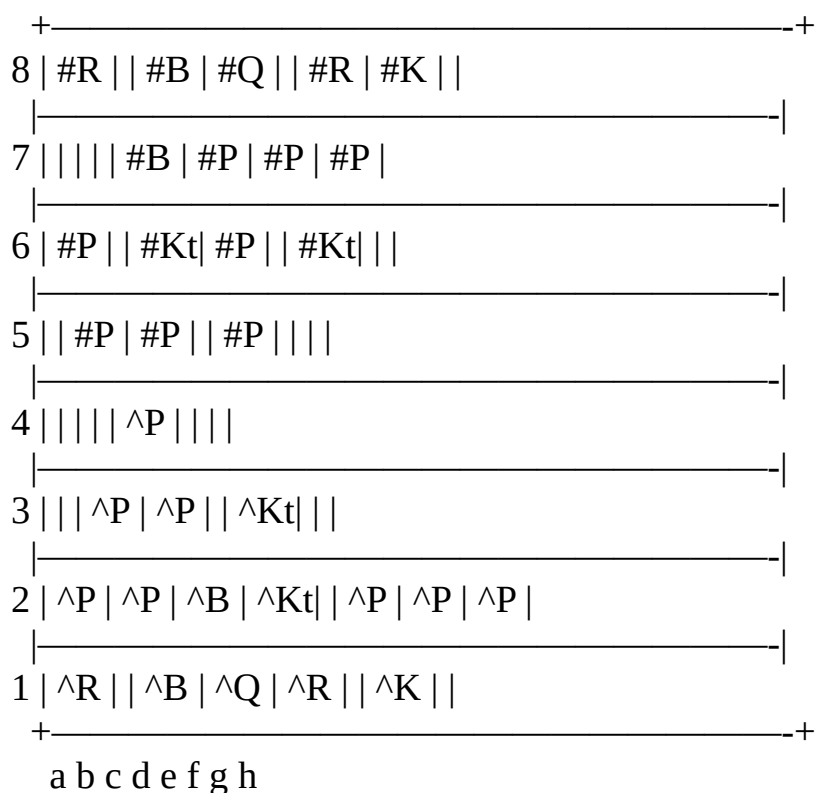 +——————————————————-+
8 | #R | | #B | #Q | | #R | #K | |
|——————————————————-|
7 | | | | | #B | #P | #P | #P |
|——————————————————-|
6 | #P | | #Kt| #P | | #Kt| | |
|——————————————————-|
5 | | #P | #P | | #P | | | |
|——————————————————-|
4 | | | | | ^P | | | |
|——————————————————-|
3 | | | ^P | ^P | | ^Kt| | |
|——————————————————-|
2 | ^P | ^P | ^B | ^Kt| | ^P | ^P | ^P |
|——————————————————-|
1 | ^R | | ^B | ^Q | ^R | | ^K | |
+——————————————————-+
a b c d e f g h